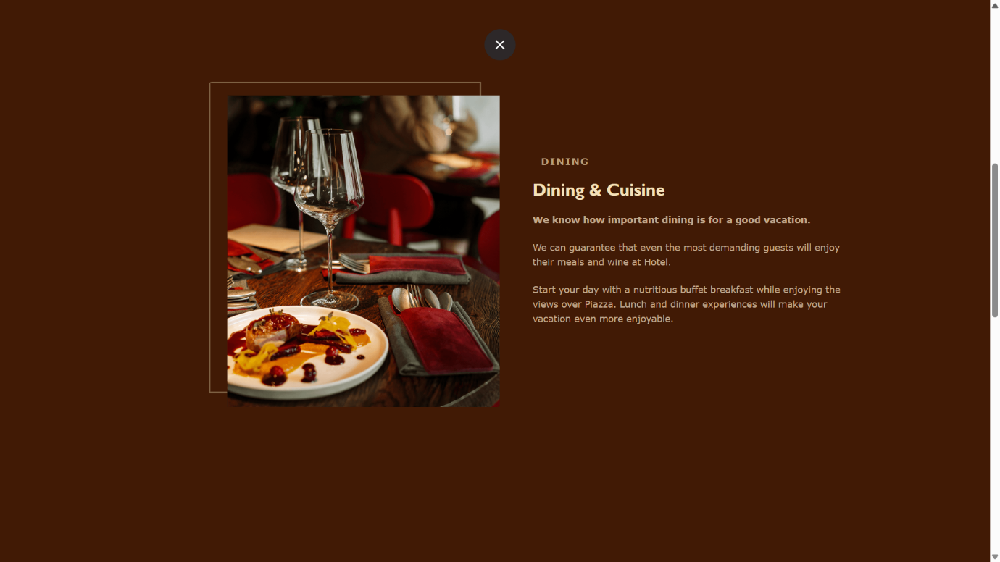 DINING
Dining & Cuisine
We know how important dining is for a good vacation.
We can guarantee that even the most demanding guests will enjoy
their meals and wine at Hotel.
Start your day with a nutritious buffet breakfast while enjoying the
views over Piazza. Lunch and dinner experiences will make your
vacation even more enjoyable.